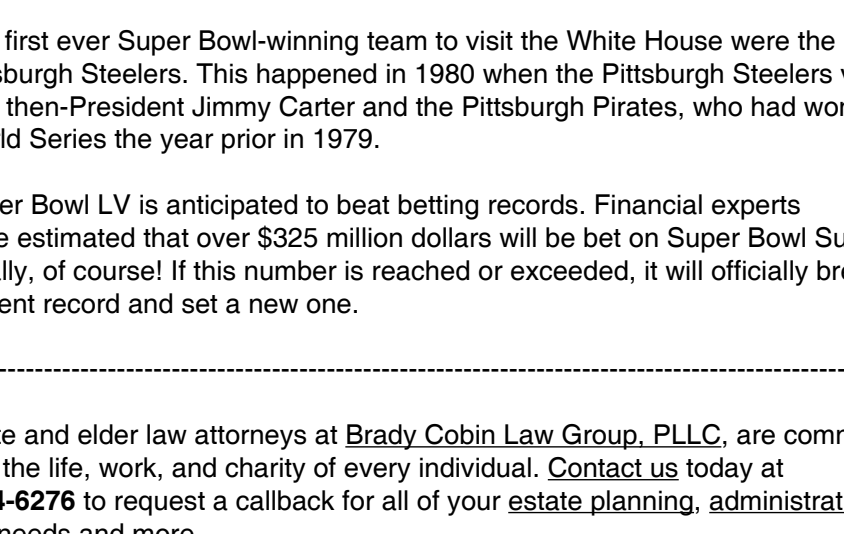 first ever Super Bowl-winning team to visit the White House were the
sburgh Steelers. This happened in 1980 when the Pittsburgh Steelers v
then-President Jimmy Carter and the Pittsburgh Pirates, who had wor
ld Series the year prior in 1979.
er Bowl LV is anticipated to beat betting records. Financial experts
e estimated that over $325 million dollars will be bet on Super Bowl Su
ally, of course! If this number is reached or exceeded, it will officially bre
ent record and set a new one.
--------------------------------------------------------------------------------
te and elder law attorneys at Brady Cobin Law Group, PLLC, are comm
the life, work, and charity of every individual. Contact us today at
4-6276 to request a callback for all of your estate planning, administrat
needs and more